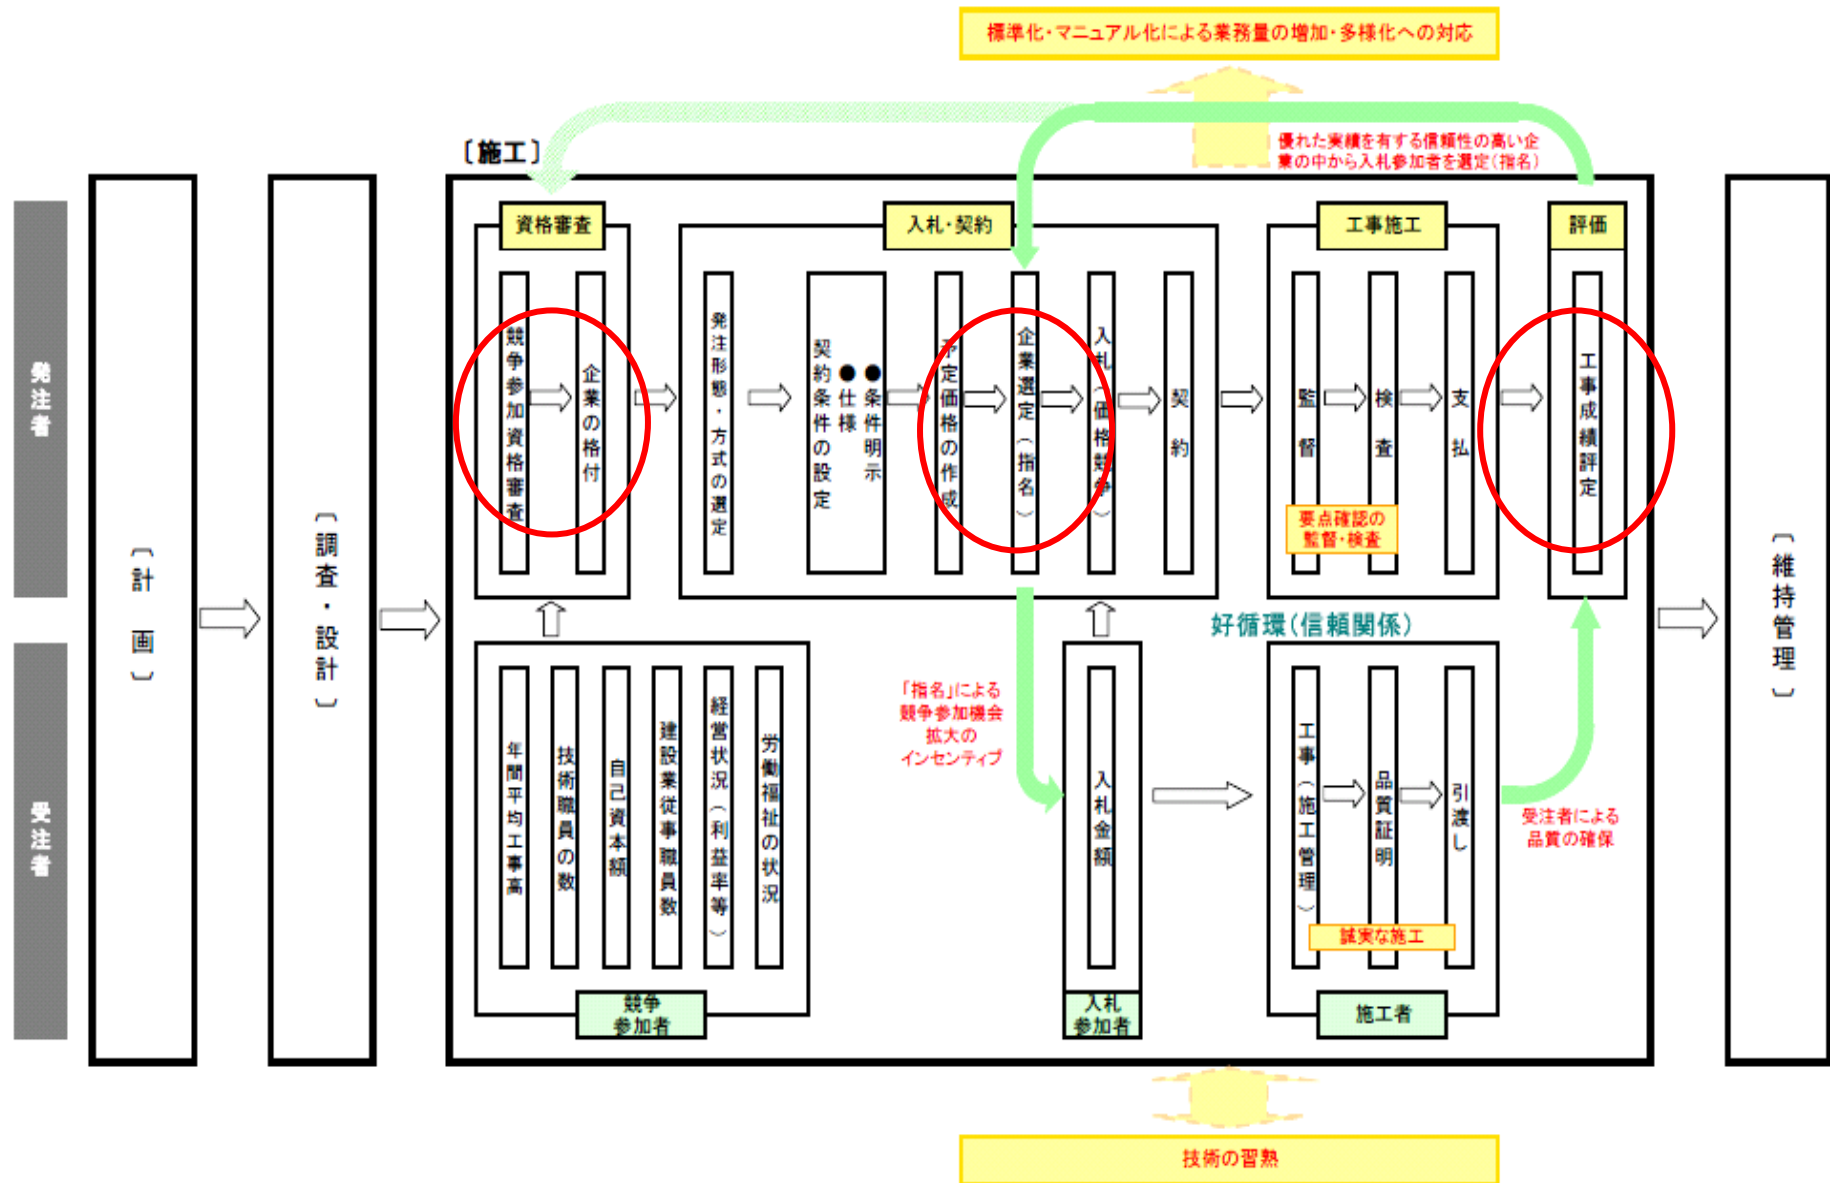 標準化・マニュアル化による業務量の増加・多様化への対応
優れた実績を有する信頼性の高い企
業の中から入札参加者を選定(指名)
〔施工〕
発注者
受注者
〔計画〕
〔調査・設計〕
資格審査
競争参加資格審査
企業の格付
入札・契約
発注形態・方式の選定
●条件明示
●仕様
契約条件の設定
予定価格の作成
企業選定(指名)
入札(価格競争)
契約
工事施工
監督
検査
支払
要点確認の
監督・検査
評価
工事成績評定
好循環(信頼関係)
年間平均工事高
技術職員の数
自己資本額
建設業従事職員数
経営状況(利益率等)
労働福祉の状況
競争
参加者
「指名」による
競争参加機会
拡大の
インセンティブ
入札金額
入札
参加者
工事(施工管理)
品質証明
引渡し
誠実な施工
施工者
受注者による
品質の確保
〔維持管理〕
技術の習熟